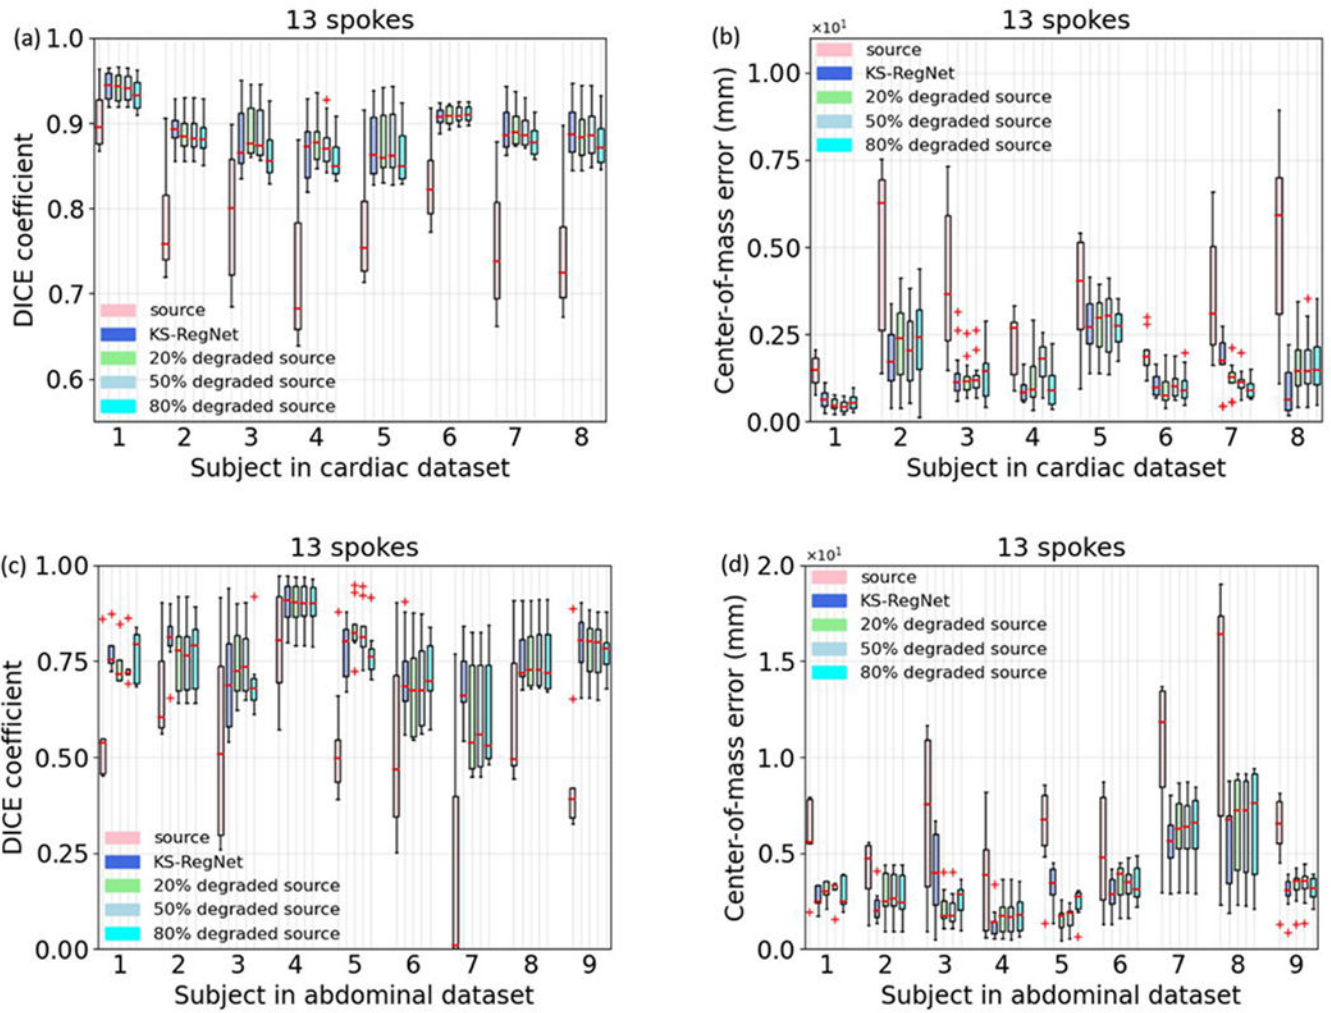 (a)
13 spokes
DICE coefficient
1.0
0.9
0.8
0.7
0.6
source
KS-RegNet
20% degraded source
50% degraded source
80% degraded source
1 2 3 4 5 6 7 8
Subject in cardiac dataset
(b)
×10¹
13 spokes
Center-of-mass error (mm)
1.00
0.75
0.50
0.25
0.00
source
KS-RegNet
20% degraded source
50% degraded source
80% degraded source
1 2 3 4 5 6 7 8
Subject in cardiac dataset
(c)
13 spokes
DICE coefficient
1.00
0.75
0.50
0.25
0.00
source
KS-RegNet
20% degraded source
50% degraded source
80% degraded source
1 2 3 4 5 6 7 8 9
Subject in abdominal dataset
(d)
×10¹
13 spokes
Center-of-mass error (mm)
2.0
1.5
1.0
0.5
0.0
source
KS-RegNet
20% degraded source
50% degraded source
80% degraded source
1 2 3 4 5 6 7 8 9
Subject in abdominal dataset